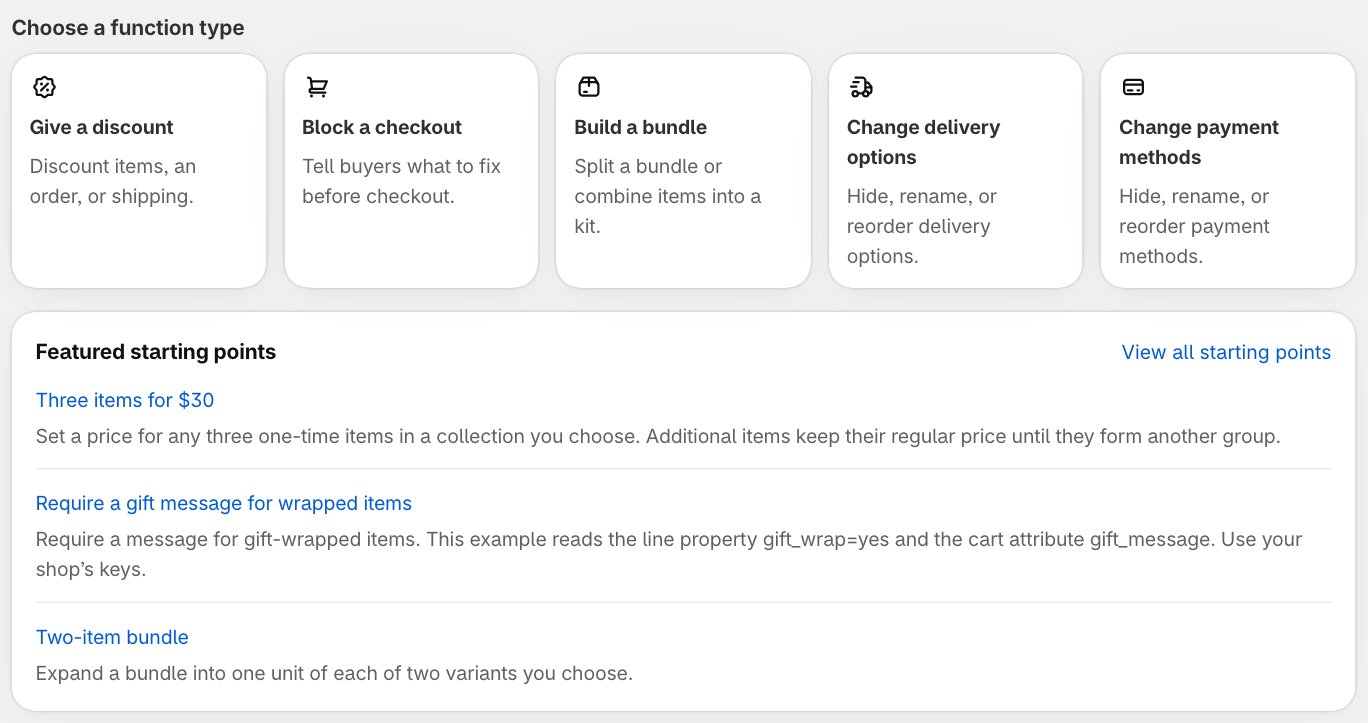 Choose a function type
Give a discount
Discount items, an
order, or shipping.
Block a checkout
Tell buyers what to fix
before checkout.
Build a bundle
Split a bundle or
combine items into a
kit.
Change delivery
options
Hide, rename, or
reorder delivery
options.
Change payment
methods
Hide, rename, or
reorder payment
methods.
Featured starting points
View all starting points
Three items for $30
Set a price for any three one-time items in a collection you choose. Additional items keep their regular price until they form another group.
Require a gift message for wrapped items
Require a message for gift-wrapped items. This example reads the line property gift_wrap=yes and the cart attribute gift_message. Use your
shop’s keys.
Two-item bundle
Expand a bundle into one unit of each of two variants you choose.